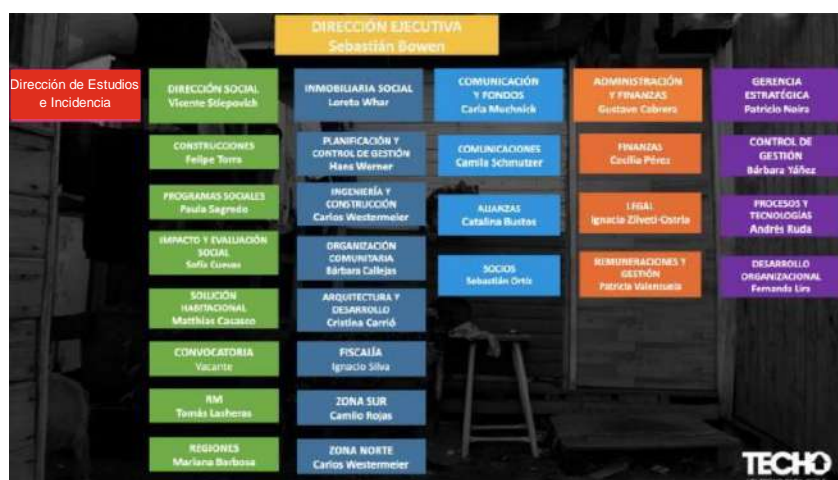 DIRECCIÓN EJECUTIVA
Sebastián Bowen
Dirección de Estudios
e Incidencia
DIRECCIÓN SOCIAL
Vicente Stiepovich
CONSTRUCCIONES
Felipe Torra
PROGRAMAS SOCIALES
Paula Sagredo
IMPACTO Y EVALUACIÓN
SOCIAL
Sofía Cuevas
SOLUCIÓN
HABITACIONAL
Matthias Casasco
CONVOCATORIA
Vacante
RM
Tomás Lasheras
REGIONES
Mariana Barbosa
INMOBILIARIA SOCIAL
Loreto Whar
PLANIFICACIÓN Y
CONTROL DE GESTIÓN
Hans Werner
INGENIERÍA Y
CONSTRUCCIÓN
Carlos Westermeier
ORGANIZACIÓN
COMUNITARIA
Bárbara Callejas
ARQUITECTURA Y
DESARROLLO
Cristina Carrió
FISCALÍA
Ignacio Silva
ZONA SUR
Camilo Rojas
ZONA NORTE
Carlos Westermeier
COMUNICACIÓN
Y FONDOS
Carla Muchnick
COMUNICACIONES
Camila Schmutzer
ALIANZAS
Catalina Bustos
SOCIOS
Sebastián Ortiz
ADMINISTRACIÓN
Y FINANZAS
Gustavo Cabrera
FINANZAS
Cecilia Pérez
LEGAL
Ignacia Zilveti-Ostria
REMUNERACIONES Y
GESTIÓN
Patricia Valenzuela
GERENCIA
ESTRATÉGICA
Patricio Neira
CONTROL DE
GESTIÓN
Bárbara Yáñez
PROCESOS Y
TECNOLOGÍAS
Andrés Ruda
DESARROLLO
ORGANIZACIONAL
Fernanda Lira
TECHO